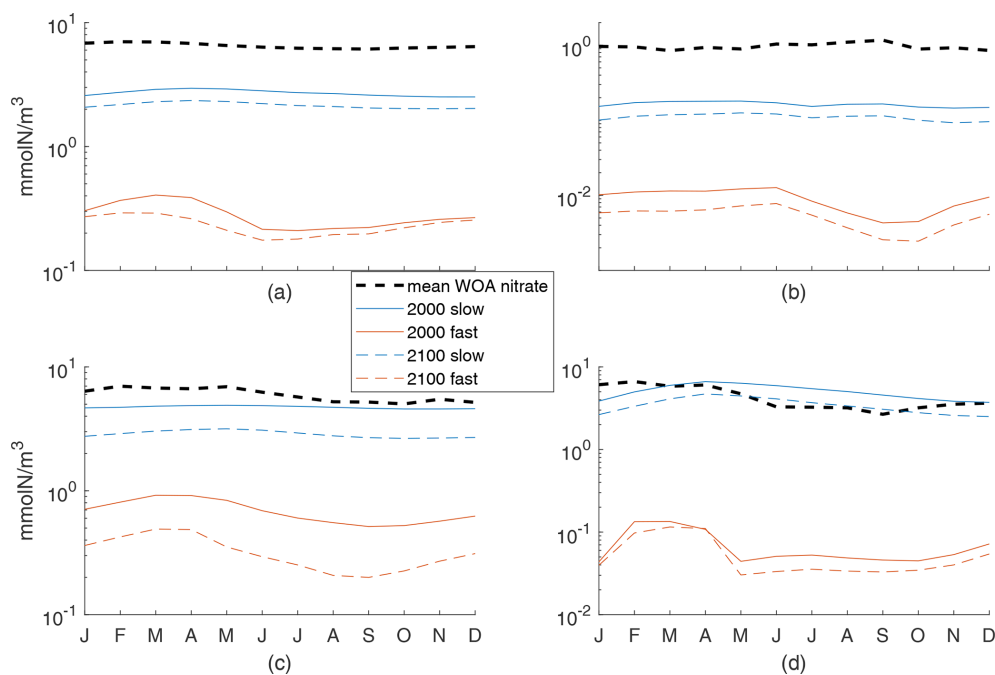 10^1
10^0
10^-1
mmolN/m^3
(a)
10^0
10^-2
(b)
mean WOA nitrate
2000 slow
2000 fast
2100 slow
2100 fast
10^1
10^0
10^-1
mmolN/m^3
J F M A M J J A S O N D
(c)
10^1
10^0
10^-1
10^-2
J F M A M J J A S O N D
(d)